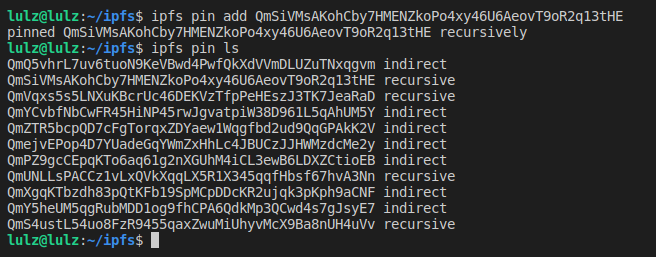 lulz@lulz:~/ipfs$ ipfs pin add QmSiVMsAKohCby7HMENZkoPo4xy46U6AeovT9oR2q13tHE
pinned QmSiVMsAKohCby7HMENZkoPo4xy46U6AeovT9oR2q13tHE recursively
lulz@lulz:~/ipfs$ ipfs pin ls
QmQ5vhrL7uv6tuoN9KeVBwd4PwfQkXdVVmDLUZuTNxqgvm indirect
QmSiVMsAKohCby7HMENZkoPo4xy46U6AeovT9oR2q13tHE recursive
QmVqxs5s5LNXuKBcrUc46DEKVzTfpPeHEszJ3TK7JeaRaD recursive
QmYCvbfNbCwFR45HiNP45rwJgvatpiW38D961L5qAhUM5Y indirect
QmZTR5bcpQD7cFgTorqxZDYaew1Wqgfbd2ud9QqGPAkK2V indirect
QmejvEPop4D7YUadeGqYWmZxHhLc4JBUCzJJHWMzdcMe2y indirect
QmPZ9gcCEpqKTo6aq61g2nXGUhM4iCL3ewB6LDXZCtioEB indirect
QmUNLLsPACCz1vLxQVkXqqLX5R1X345qqfHbsf67hvA3Nn recursive
QmXgqKTbzdh83pQtKFb19SpMCpDDcKR2ujqk3pKph9aCNF indirect
QmY5heUM5qgRubMDD1og9fhCPA6QdkMp3QCwd4s7gJsyE7 indirect
QmS4ustL54uo8FzR9455qaxZwuMiUhyvMcX9Ba8nUH4uVv recursive
lulz@lulz:~/ipfs$